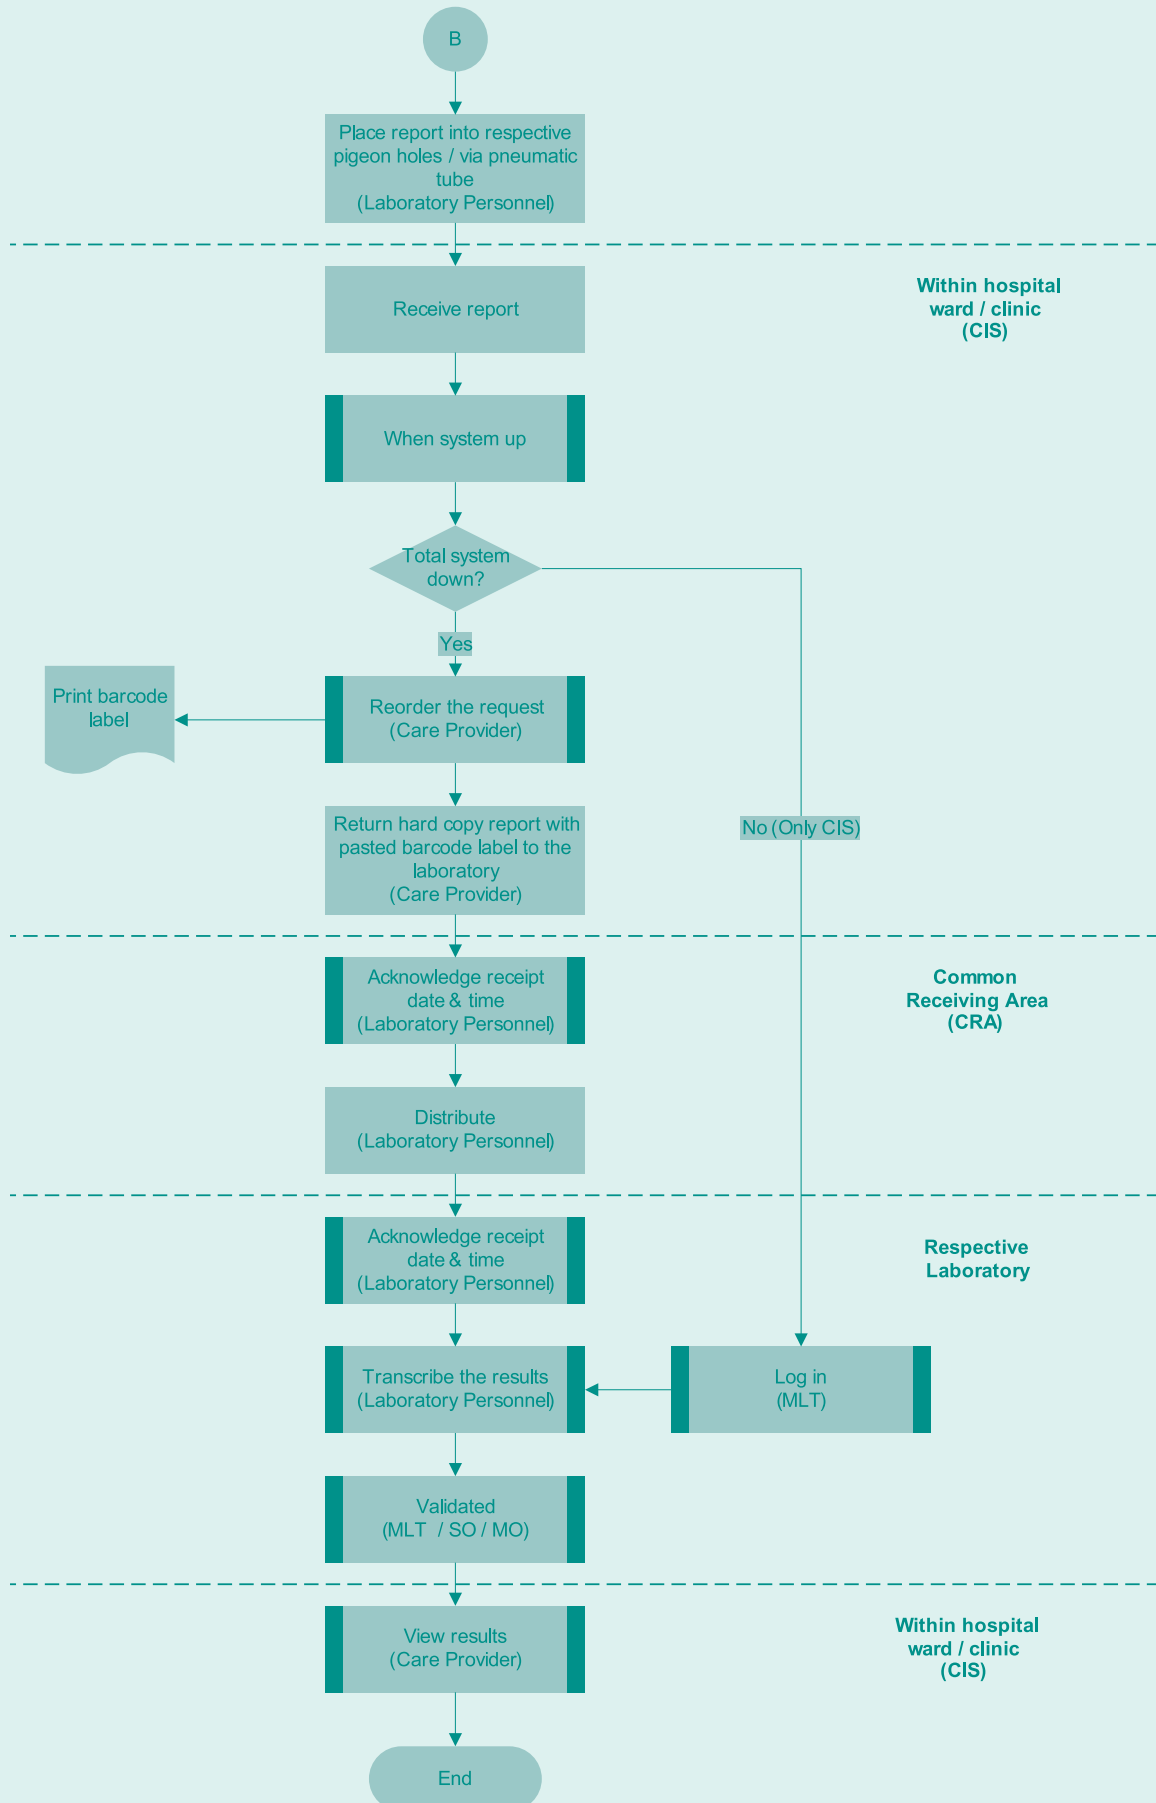 B
Place report into respective
pigeon holes / via pneumatic
tube
(Laboratory Personnel)
Within hospital
ward / clinic
(CIS)
Receive report
When system up
Total system
down?
Yes
Print barcode
label
Reorder the request
(Care Provider)
Return hard copy report with
pasted barcode label to the
laboratory
(Care Provider)
No (Only CIS)
Common
Receiving Area
(CRA)
Acknowledge receipt
date & time
(Laboratory Personnel)
Distribute
(Laboratory Personnel)
Respective
Laboratory
Acknowledge receipt
date & time
(Laboratory Personnel)
Transcribe the results
(Laboratory Personnel)
Log in
(MLT)
Validated
(MLT / SO / MO)
Within hospital
ward / clinic
(CIS)
View results
(Care Provider)
End